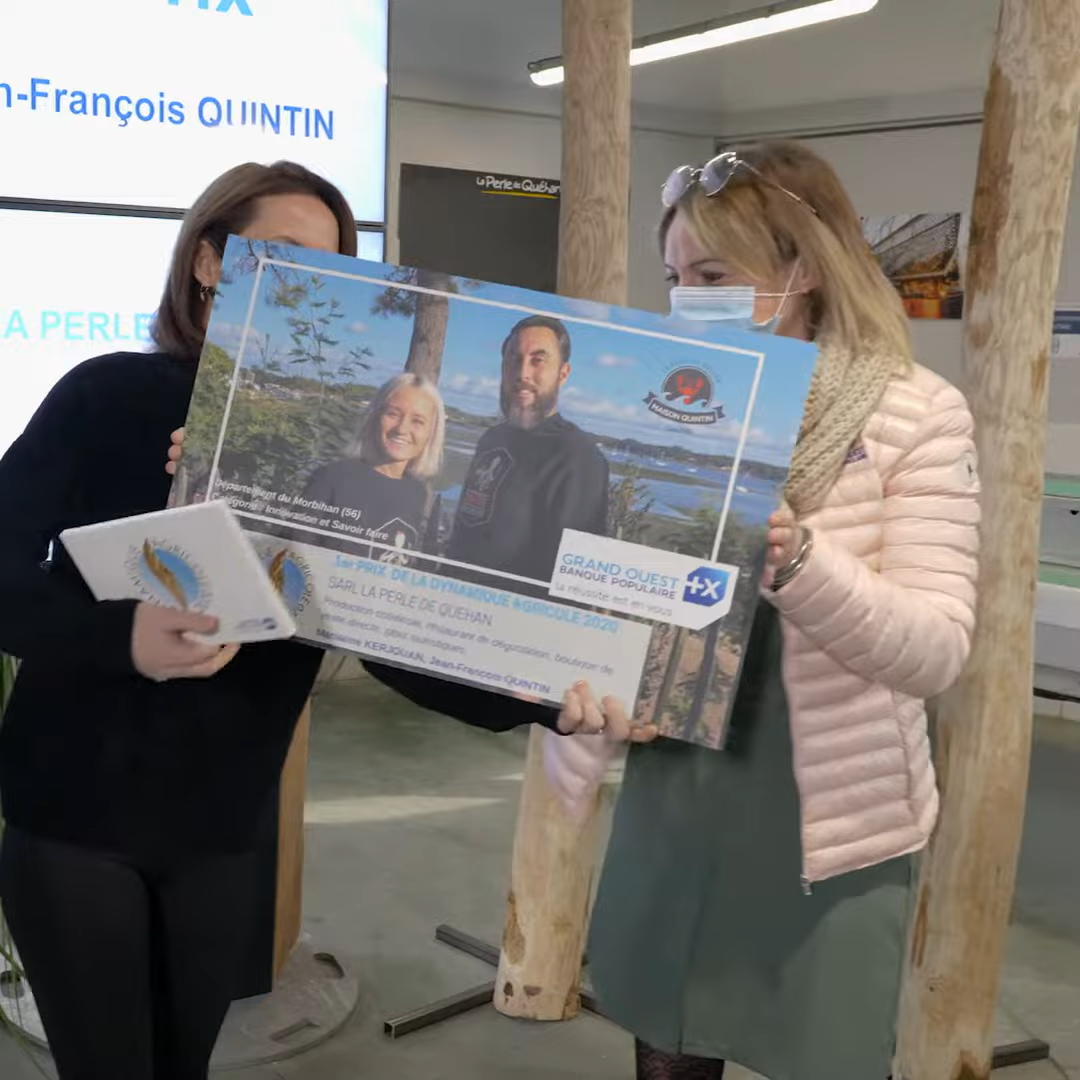 n-François QUINTIN
LA PERLE
La Perle de Quéhan
MAISON QUINTIN
Département du Morbihan (56)
Catégorie : Innovation et Savoir faire
GRAND OUEST
BANQUE POPULAIRE
+X
la réussite est en vous
1er PRIX DE LA DYNAMIQUE AGRICOLE 2020
SARL LA PERLE DE QUEHAN
Production ostréicole, restaurant de dégustation, boutique de
vente directe, gîtes touristiques.
KERJOUAN, Jean-François QUINTIN